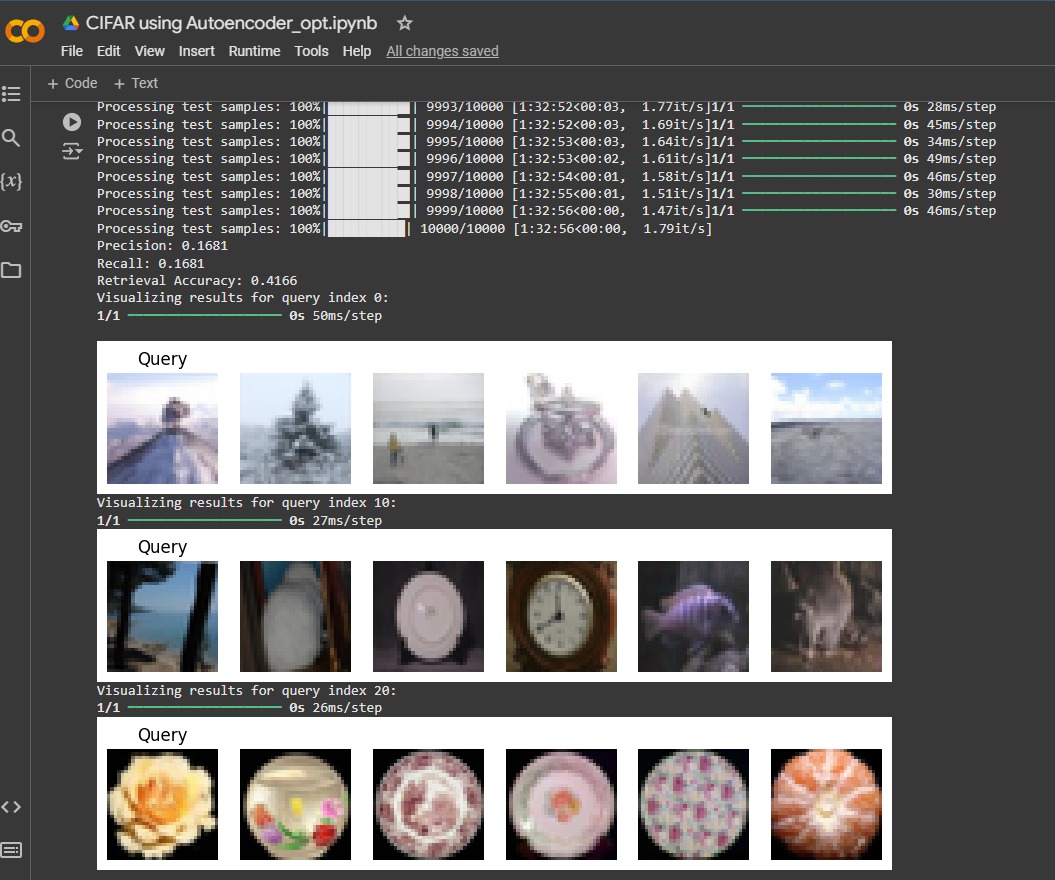 CIFAR using Autoencoder_opt.ipynb
File Edit View Insert Runtime Tools Help All changes saved
+ Code + Text
Processing test samples: 100%| | 9993/10000 [1:32:52<00:03, 1.77it/s]1/1 0s 28ms/step
Processing test samples: 100%| | 9994/10000 [1:32:52<00:03, 1.69it/s]1/1 0s 45ms/step
Processing test samples: 100%| | 9995/10000 [1:32:53<00:03, 1.64it/s]1/1 0s 34ms/step
Processing test samples: 100%| | 9996/10000 [1:32:53<00:02, 1.61it/s]1/1 0s 49ms/step
Processing test samples: 100%| | 9997/10000 [1:32:54<00:01, 1.58it/s]1/1 0s 46ms/step
Processing test samples: 100%| | 9998/10000 [1:32:55<00:01, 1.51it/s]1/1 0s 30ms/step
Processing test samples: 100%| | 9999/10000 [1:32:56<00:00, 1.47it/s]1/1 0s 46ms/step
Processing test samples: 100%| | 10000/10000 [1:32:56<00:00, 1.79it/s]
{x}
Precision: 0.1681
Recall: 0.1681
Retrieval Accuracy: 0.4166
Visualizing results for query index 0:
1/1 0s 50ms/step
Query
Visualizing results for query index 10:
1/1 0s 27ms/step
Query
Visualizing results for query index 20:
1/1 0s 26ms/step
Query